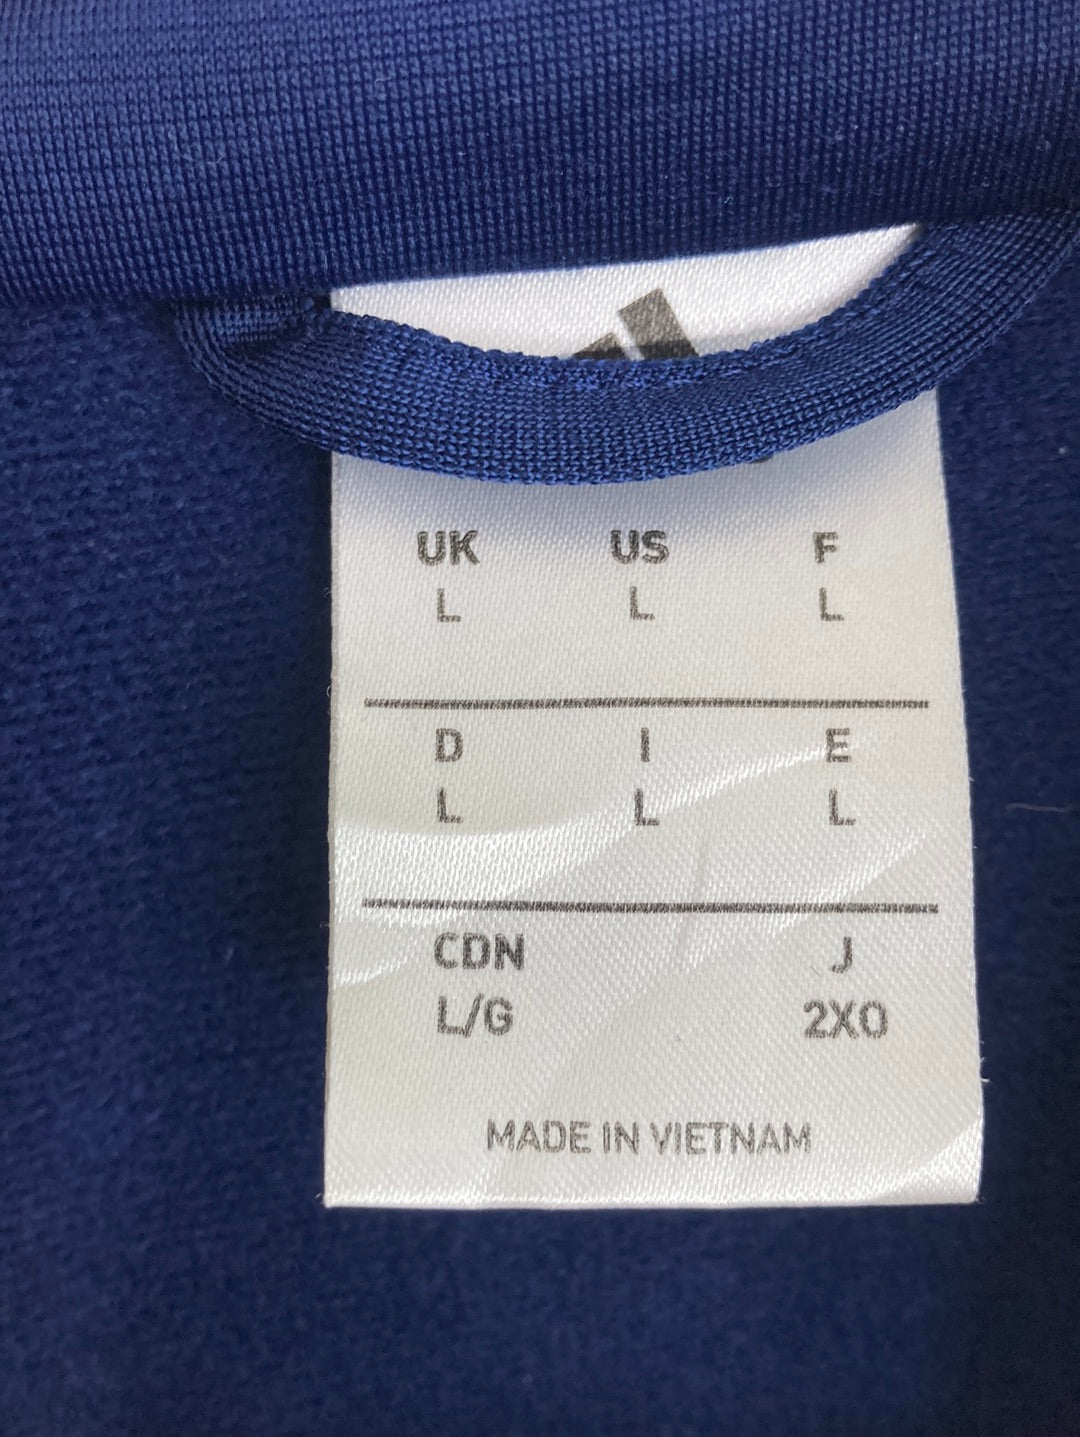 UK US F
L L L
D I E
L L L
CDN J
L/G 2XO
MADE IN VIETNAM